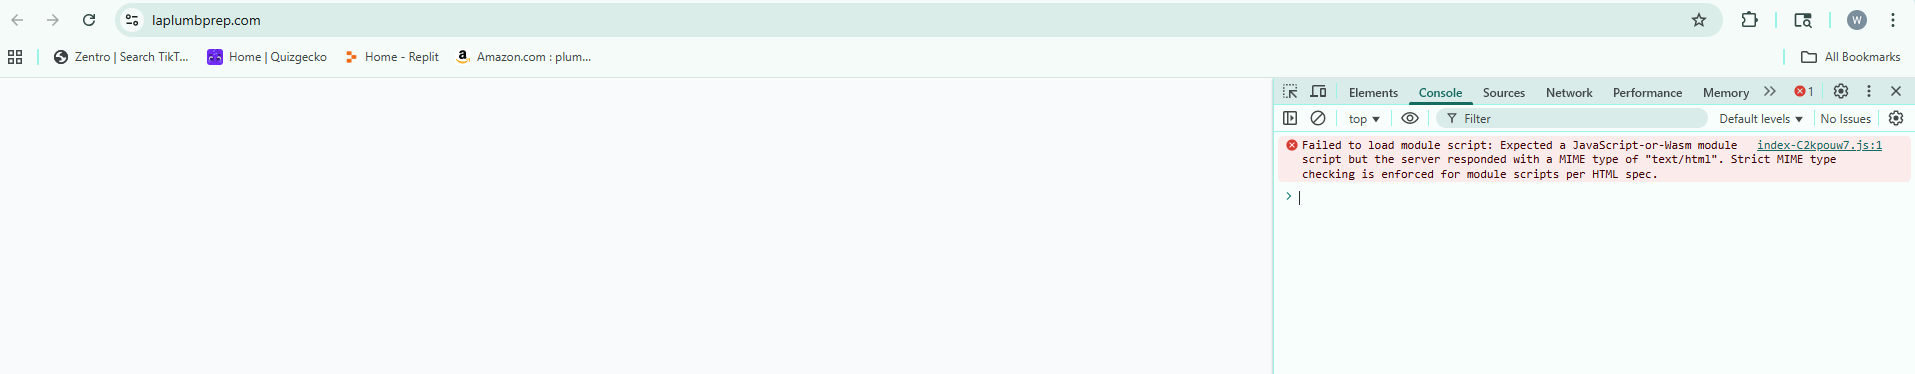 laplumbprep.com
W
Zentro | Search TikT...
Home | Quizgecko
Home - Replit
Amazon.com : plum...
All Bookmarks
Elements Console Sources Network Performance Memory 1
top Filter Default levels No Issues
Failed to load module script: Expected a JavaScript-or-Wasm module index-C2kpouw7.js:1
script but the server responded with a MIME type of "text/html". Strict MIME type
checking is enforced for module scripts per HTML spec.